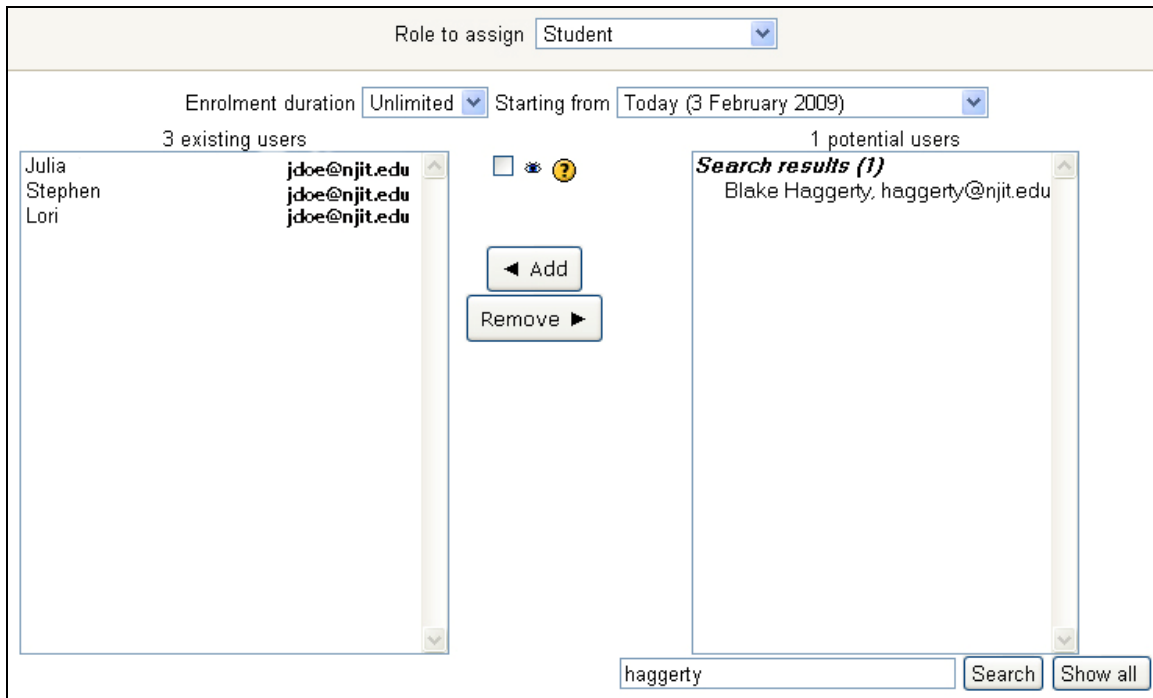 Role to assign Student
Enrolment duration Unlimited Starting from Today (3 February 2009)
3 existing users
Julia jdoe@njit.edu
Stephen jdoe@njit.edu
Lori jdoe@njit.edu
?
◄ Add
Remove ►
1 potential users
Search results (1)
Blake Haggerty, haggerty@njit.edu
haggerty Search Show all